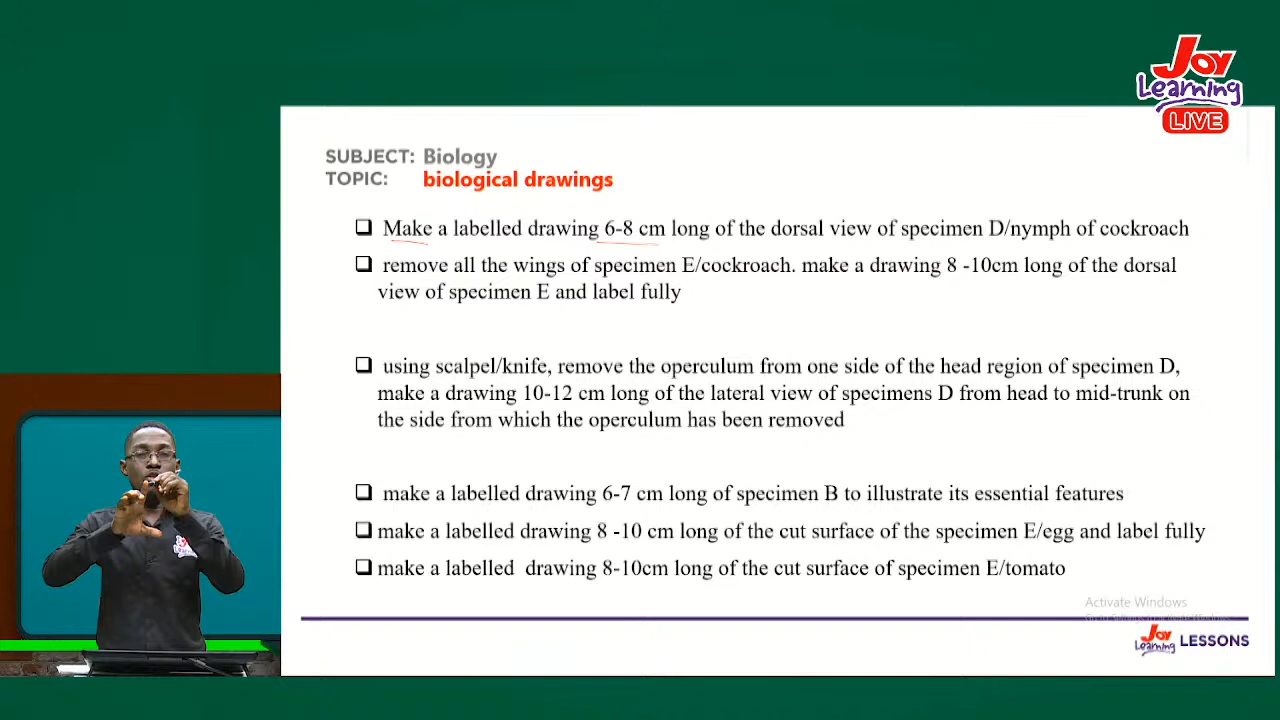 Joy
Learning
LIVE
SUBJECT: Biology
TOPIC: biological drawings
Make a labelled drawing 6-8 cm long of the dorsal view of specimen D/nymph of cockroach
remove all the wings of specimen E/cockroach. make a drawing 8 -10cm long of the dorsal
view of specimen E and label fully
using scalpel/knife, remove the operculum from one side of the head region of specimen D,
make a drawing 10-12 cm long of the lateral view of specimens D from head to mid-trunk on
the side from which the operculum has been removed
make a labelled drawing 6-7 cm long of specimen B to illustrate its essential features
make a labelled drawing 8 -10 cm long of the cut surface of the specimen E/egg and label fully
make a labelled drawing 8-10cm long of the cut surface of specimen E/tomato
Activate Windows
Joy
Learning LESSONS